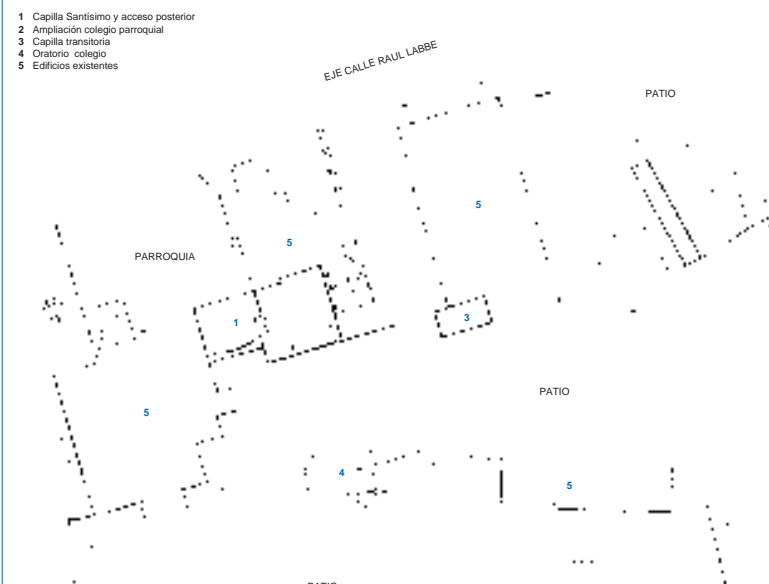 1 Capilla Santísimo y acceso posterior
2 Ampliación colegio parroquial
3 Capilla transitoria
4 Oratorio colegio
5 Edificios existentes
EJE CALLE RAUL LABBE
PATIO
5
5
PARROQUIA
1
3
PATIO
5
4
5
PATIO